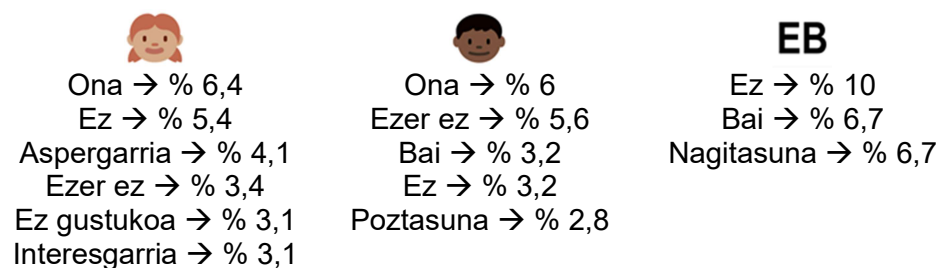 Ona → % 6,4
Ez → % 5,4
Aspergarria → % 4,1
Ezer ez → % 3,4
Ez gustukoa → % 3,1
Interesgarria → % 3,1
Ona → % 6
Ezer ez → % 5,6
Bai → % 3,2
Ez → % 3,2
Poztasuna → % 2,8
EB
Ez → % 10
Bai → % 6,7
Nagitasuna → % 6,7